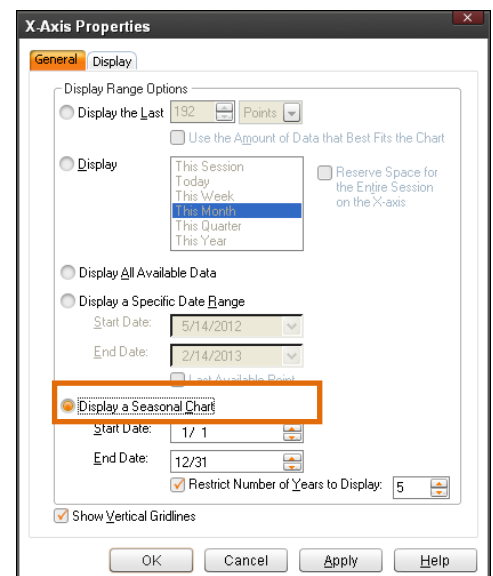 X-Axis Properties
General Display
Display Range Options
Display the Last 192 Points
Use the Amount of Data that Best Fits the Chart
Display
This Session
Today
This Week
This Month
This Quarter
This Year
Reserve Space for
the Entire Session
on the X-axis
Display All Available Data
Display a Specific Date Range
Start Date: 5/14/2012
End Date: 2/14/2013
Last Available Point
Display a Seasonal Chart
Start Date: 1/ 1
End Date: 12/31
Restrict Number of Years to Display: 5
Show Vertical Gridlines
OK Cancel Apply Help